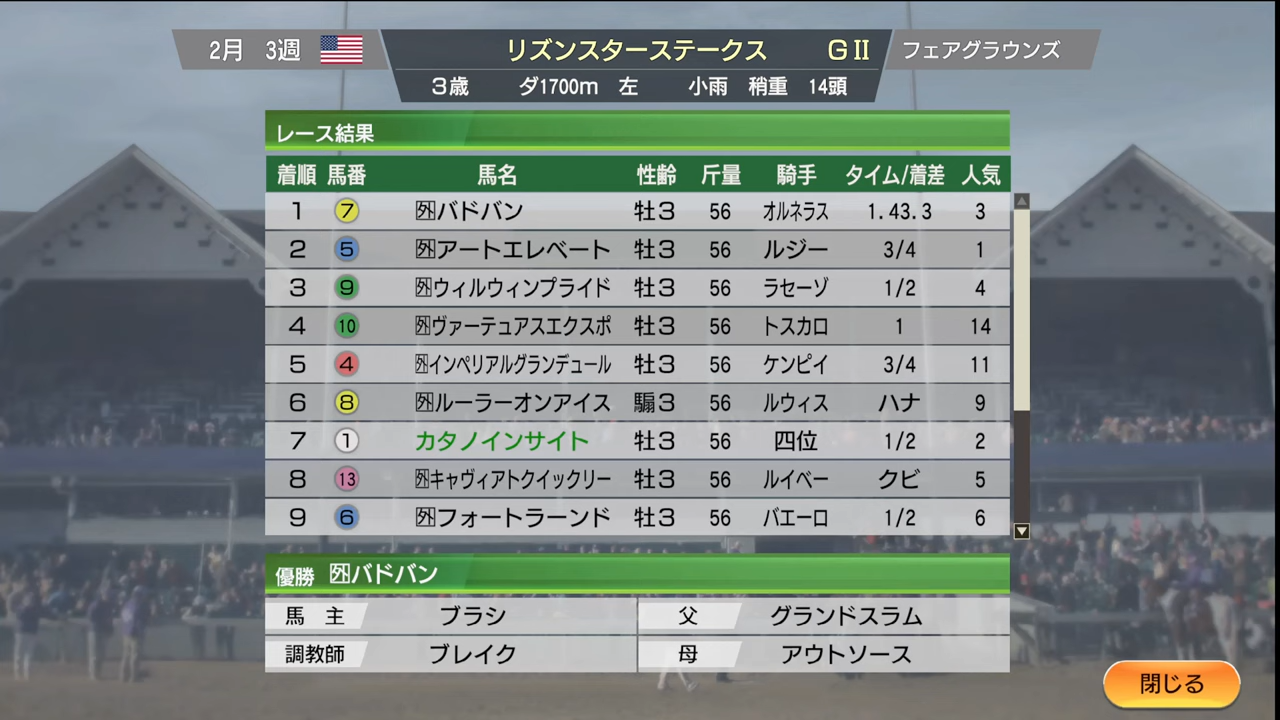 2月 3週 リズンスターステークス GⅡ フェアグラウンズ
3歳 ダ1700m 左 小雨 稍重 14頭
レース結果
着順 馬番 馬名 性齢 斤量 騎手 タイム/着差 人気
1 7 外バドバン 牡3 56 オルネラス 1.43.3 3
2 5 外アートエレベート 牡3 56 ルジー 3/4 1
3 9 外ウィルウィンプライド 牡3 56 ラセーゾ 1/2 4
4 10 外ヴァーテュアスエクスポ 牡3 56 トスカロ 1 14
5 4 外インペリアルグランデュール 牡3 56 ケンピイ 3/4 11
6 8 外ルーラーオンアイス 騸3 56 ルウィス ハナ 9
7 1 カタノインサイト 牡3 56 四位 1/2 2
8 13 外キャヴィアトクイックリー 牡3 56 ルイベー クビ 5
9 6 外フォートラーンド 牡3 56 バエーロ 1/2 6
優勝 外バドバン
馬主 ブラシ 父 グランドスラム
調教師 ブレイク 母 アウトソース
閉じる